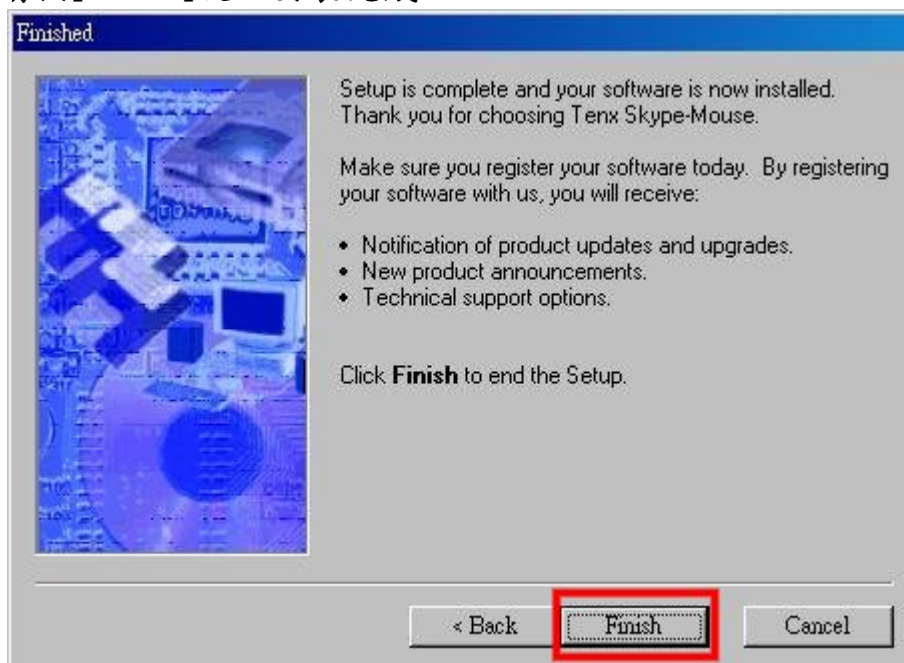 Finished
Setup is complete and your software is now installed.
Thank you for choosing Tenx Skype-Mouse.
Make sure you register your software today. By registering
your software with us, you will receive:
• Notification of product updates and upgrades.
• New product announcements.
• Technical support options.
Click Finish to end the Setup.
< Back
Finish
Cancel